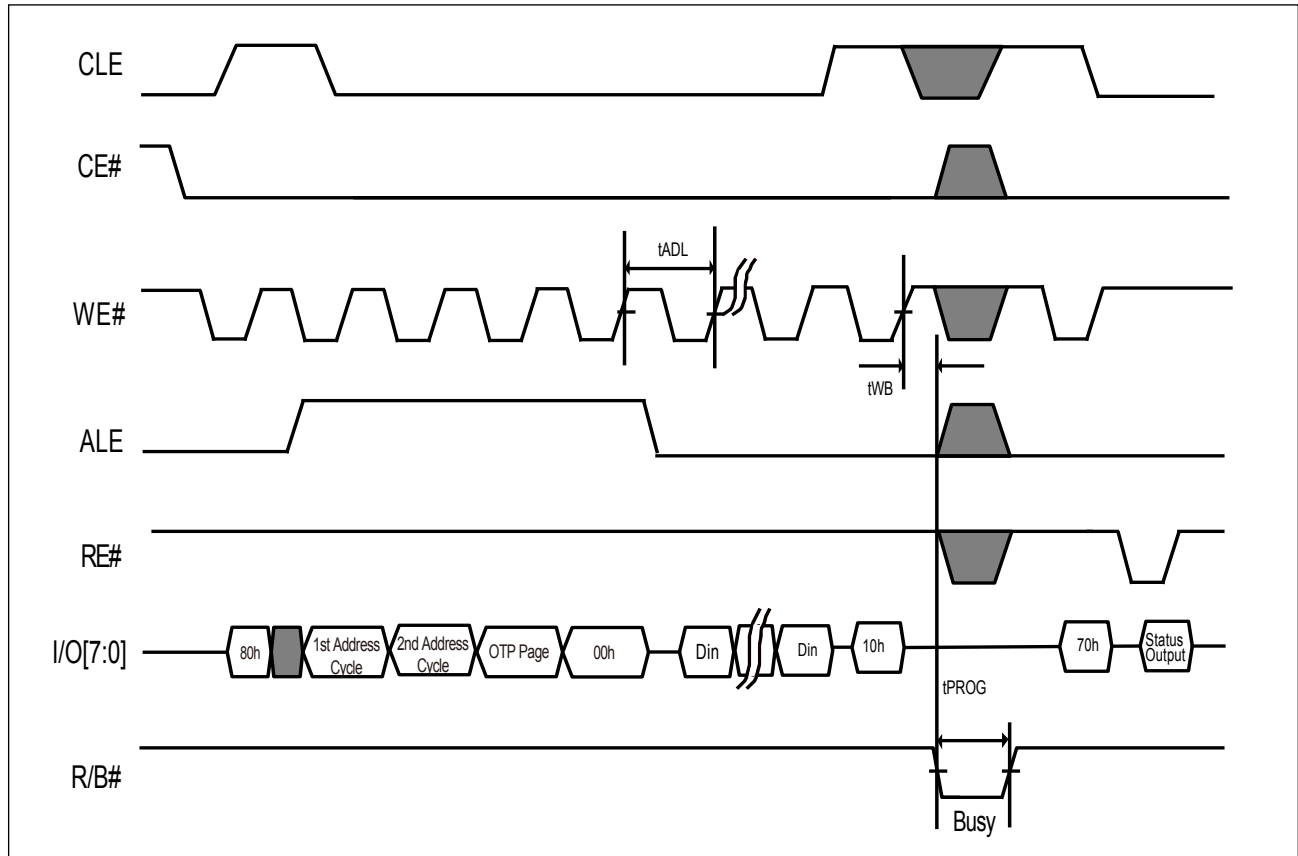 CLE
CE#
tADL
WE#
tWB
ALE
RE#
I/O[7:0]
80h
1st Address
Cycle
2nd Address
Cycle
OTP Page
00h
Din
Din
10h
70h
Status
Output
tPROG
R/B#
Busy